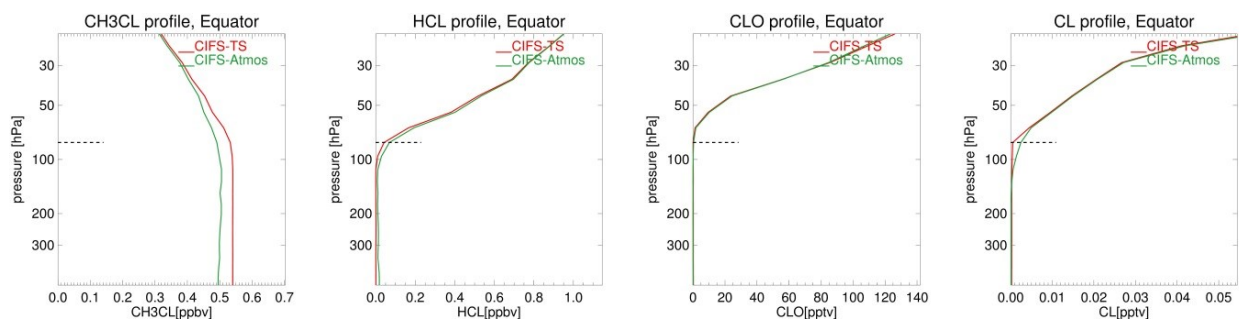 CH3CL profile, Equator
CIFS-TS
CIFS-Atmos
30
50
100
200
300
pressure [hPa]
0.0 0.1 0.2 0.3 0.4 0.5 0.6 0.7
CH3CL[ppbv]
HCL profile, Equator
CIFS-TS
CIFS-Atmos
30
50
100
200
300
pressure [hPa]
0.0 0.2 0.4 0.6 0.8 1.0
HCL[ppbv]
CLO profile, Equator
CIFS-TS
CIFS-Atmos
30
50
100
200
300
pressure [hPa]
0 20 40 60 80 100 120 140
CLO[pptv]
CL profile, Equator
CIFS-TS
CIFS-Atmos
30
50
100
200
300
pressure [hPa]
0.00 0.01 0.02 0.03 0.04 0.05
CL[pptv]